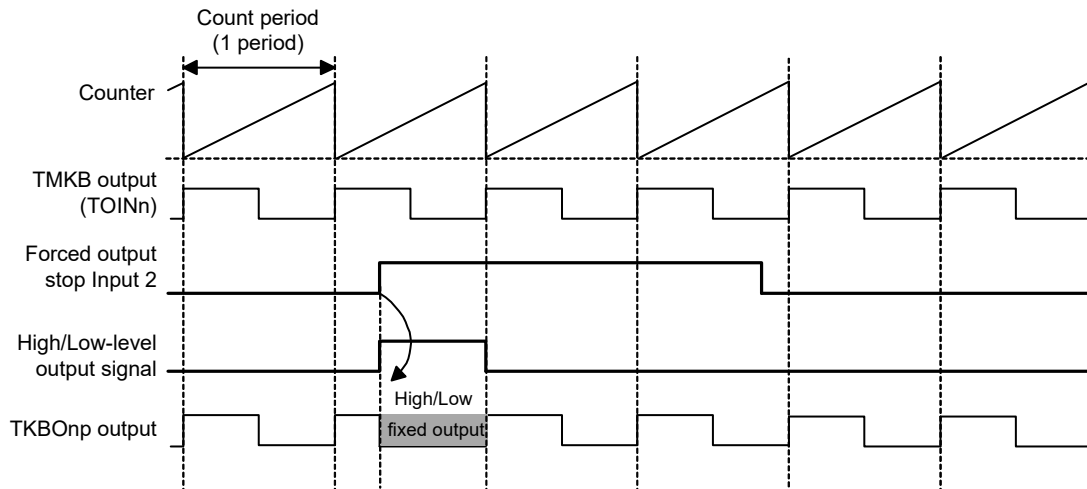 Count period
(1 period)
Counter
TMKB output
(TOINn)
Forced output
stop Input 2
High/Low-level
output signal
High/Low
TKBOnp output
fixed output